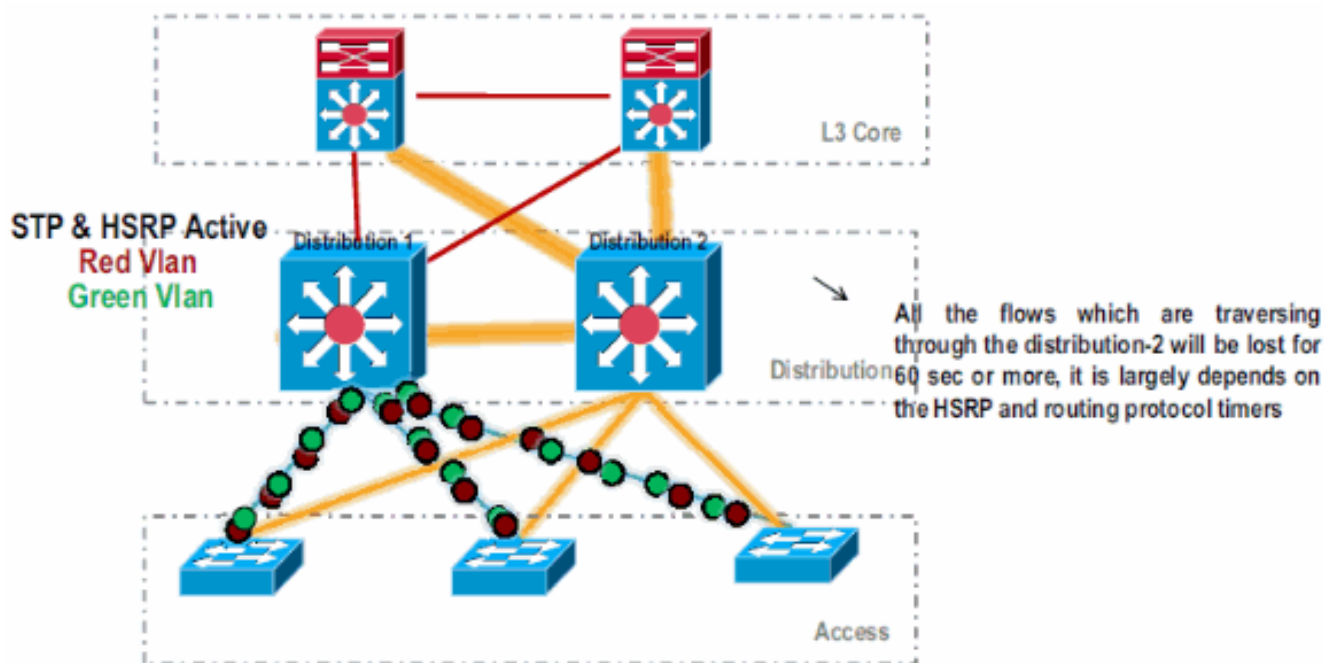 L3 Core
STP & HSRP Active
Red Vlan
Green Vlan
Distribution 1
Distribution 2
All the flows which are traversing
through the distribution-2 will be lost for
60 sec or more, it is largely depends on
the HSRP and routing protocol timers
Distribution
Access